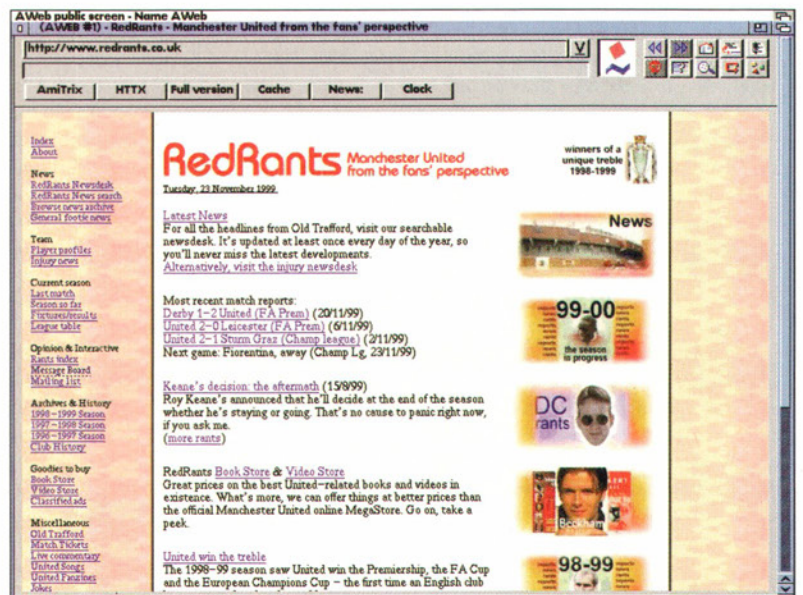 AWeb public screen - Name AWeb
(AWEB #1) - RedRants - Manchester United from the fans' perspective
http://www.redrants.co.uk
V
AmiTrix
HTTX
Full version
Cache
News:
Clock
Index
About
News
RedRants Newsdesk
RedRants News search
Browse news archive
General footie news
Team
Player profiles
Injury news
Current season
Last match
Season so far
Fixtures/results
League table
Opinion & Interactive
Rants index
Message Board
Mailing list
Archives & History
1998-1999 Season
1997-1998 Season
1996-1997 Season
Club History
Goodies to buy
Book Store
Video Store
Classified ads
Miscellaneous
Old Trafford
Match Tickets
Live commentary
United Songs
United Fanzines
Jokes
RedRants Manchester United
from the fans' perspective
winners of a
unique treble
1998-1999
Tuesday, 23 November 1999.
Latest News
For all the headlines from Old Trafford, visit our searchable
newsdesk. It's updated at least once every day of the year, so
you'll never miss the latest developments.
Alternatively, visit the injury newsdesk
News
Most recent match reports:
Derby 1-2 United (FA Prem) (20/11/99)
United 2-0 Leicester (FA Prem) (6/11/99)
United 2-1 Sturm Graz (Champ league) (2/11/99)
Next game: Fiorentina, away (Champ Lg, 23/11/99)
99-00
the season
in progress
Keane's decision: the aftermath (15/8/99)
Roy Keane's announced that he'll decide at the end of the season
whether he's staying or going. That's no cause to panic right now,
if you ask me.
(more rants)
DC
rants
RedRants Book Store & Video Store
Great prices on the best United-related books and videos in
existence. What's more, we can offer things at better prices than
the official Manchester United online MegaStore. Go on, take a
peek.
Beckham
United win the treble
The 1998-99 season saw United win the Premiership, the FA Cup
and the European Champions Cup - the first time an English club
98-99